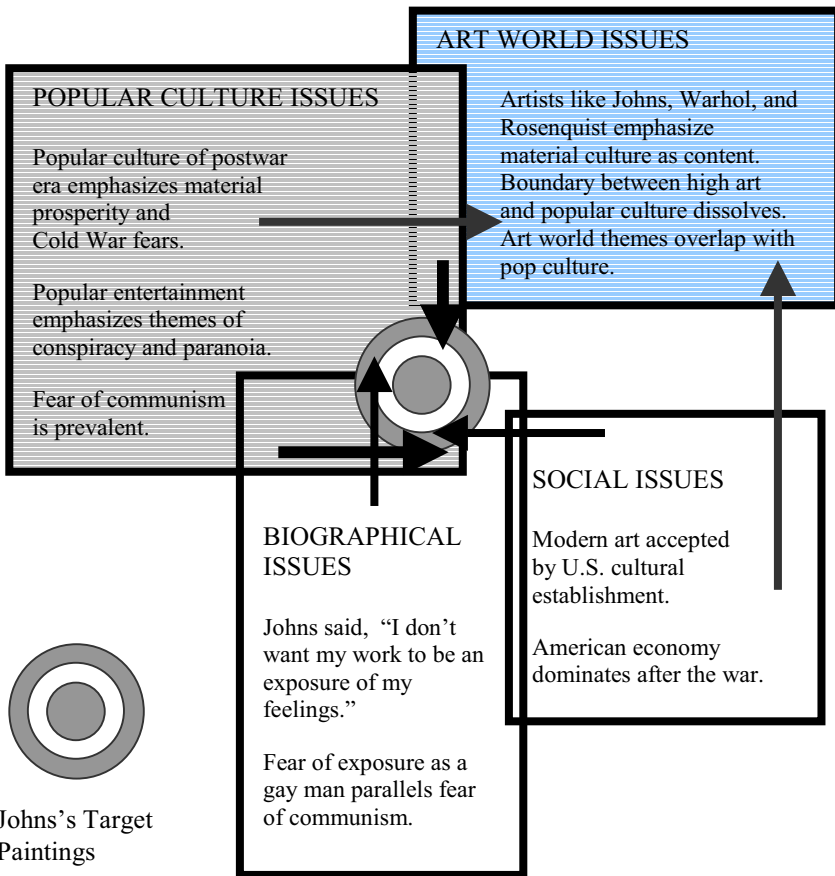 ART WORLD ISSUES
Artists like Johns, Warhol, and
Rosenquist emphasize
material culture as content.
Boundary between high art
and popular culture dissolves.
Art world themes overlap with
pop culture.
POPULAR CULTURE ISSUES
Popular culture of postwar
era emphasizes material
prosperity and
Cold War fears.
Popular entertainment
emphasizes themes of
conspiracy and paranoia.
Fear of communism
is prevalent.
SOCIAL ISSUES
Modern art accepted
by U.S. cultural
establishment.
American economy
dominates after the war.
BIOGRAPHICAL
ISSUES
Johns said, “I don’t
want my work to be an
exposure of my
feelings.”
Fear of exposure as a
gay man parallels fear
of communism.
Johns’s Target
Paintings